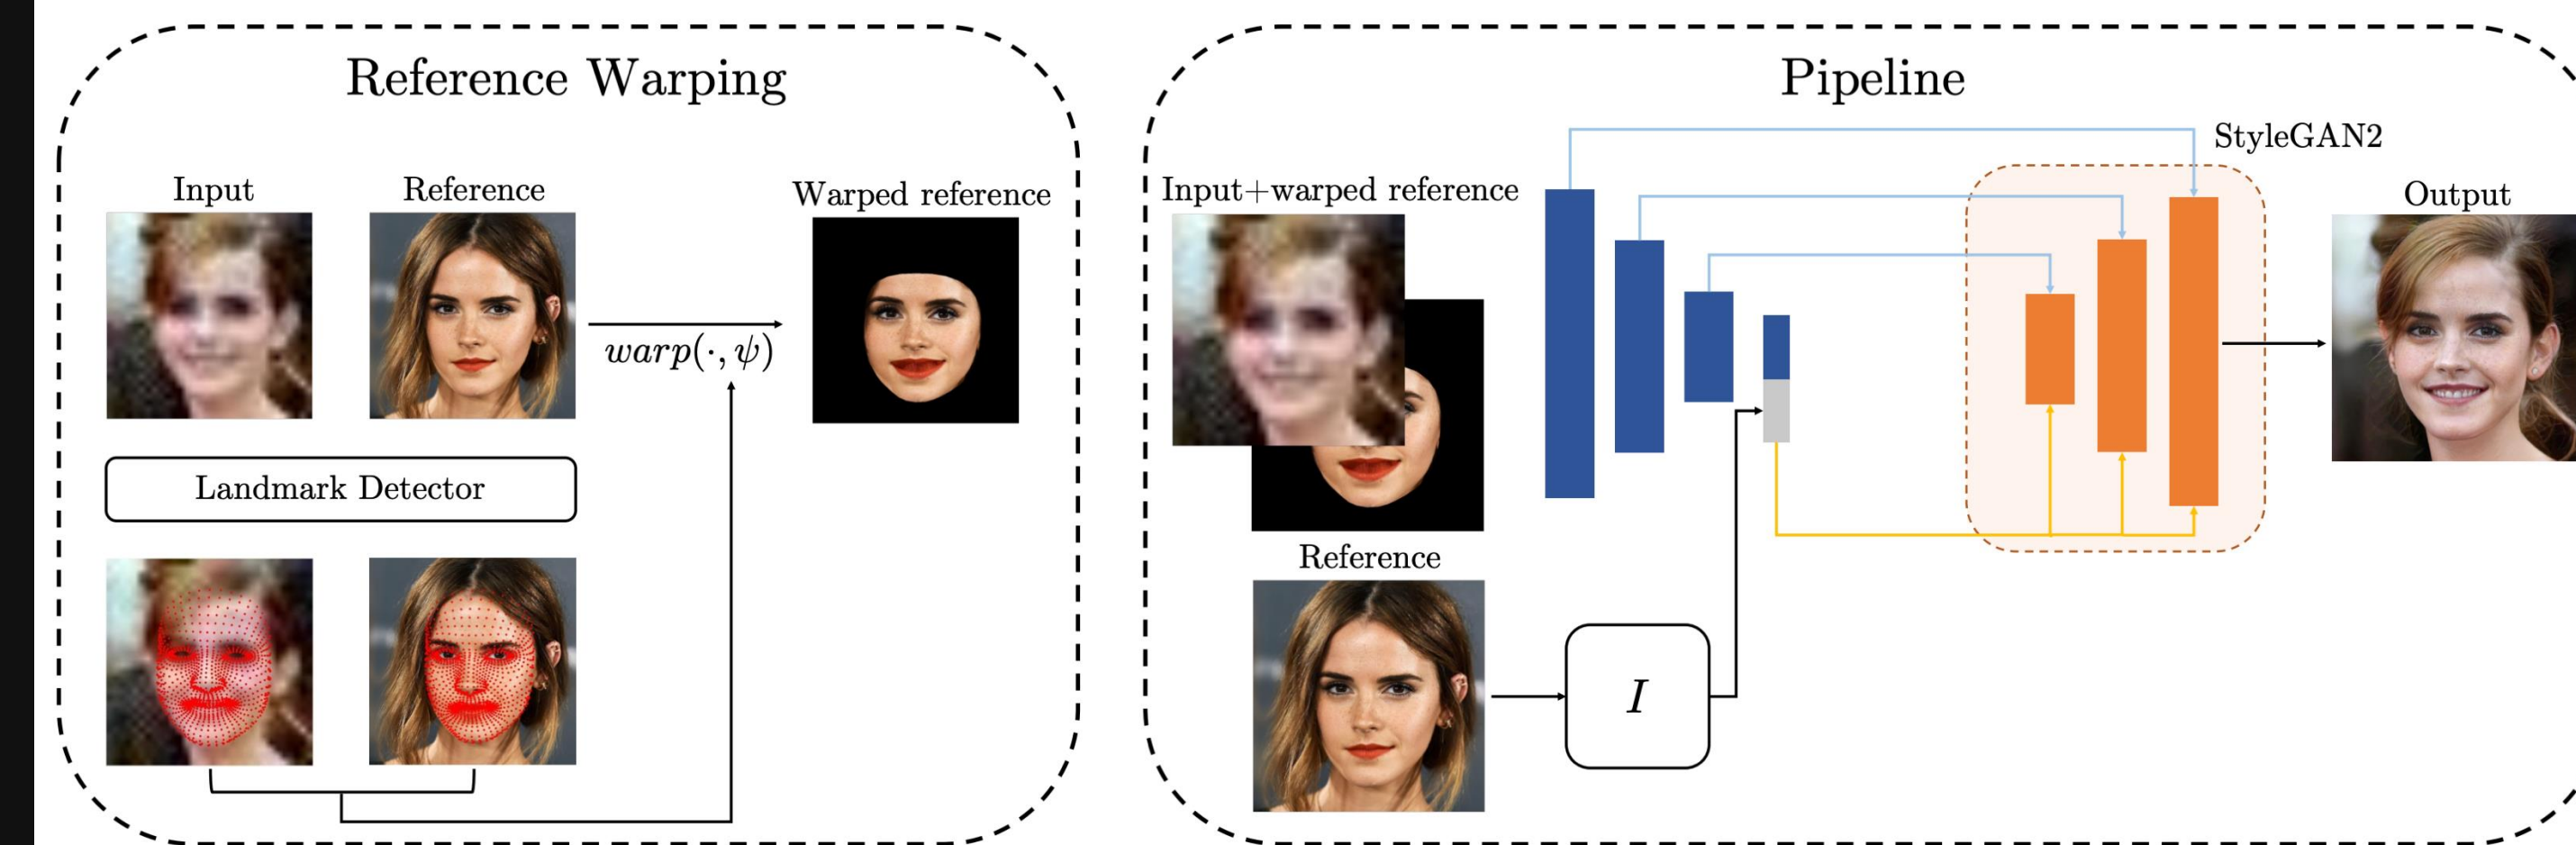 Reference Warping
Input
Reference
Warped reference
warp(·, ψ)
Landmark Detector
Pipeline
StyleGAN2
Input+warped reference
Output
Reference
I